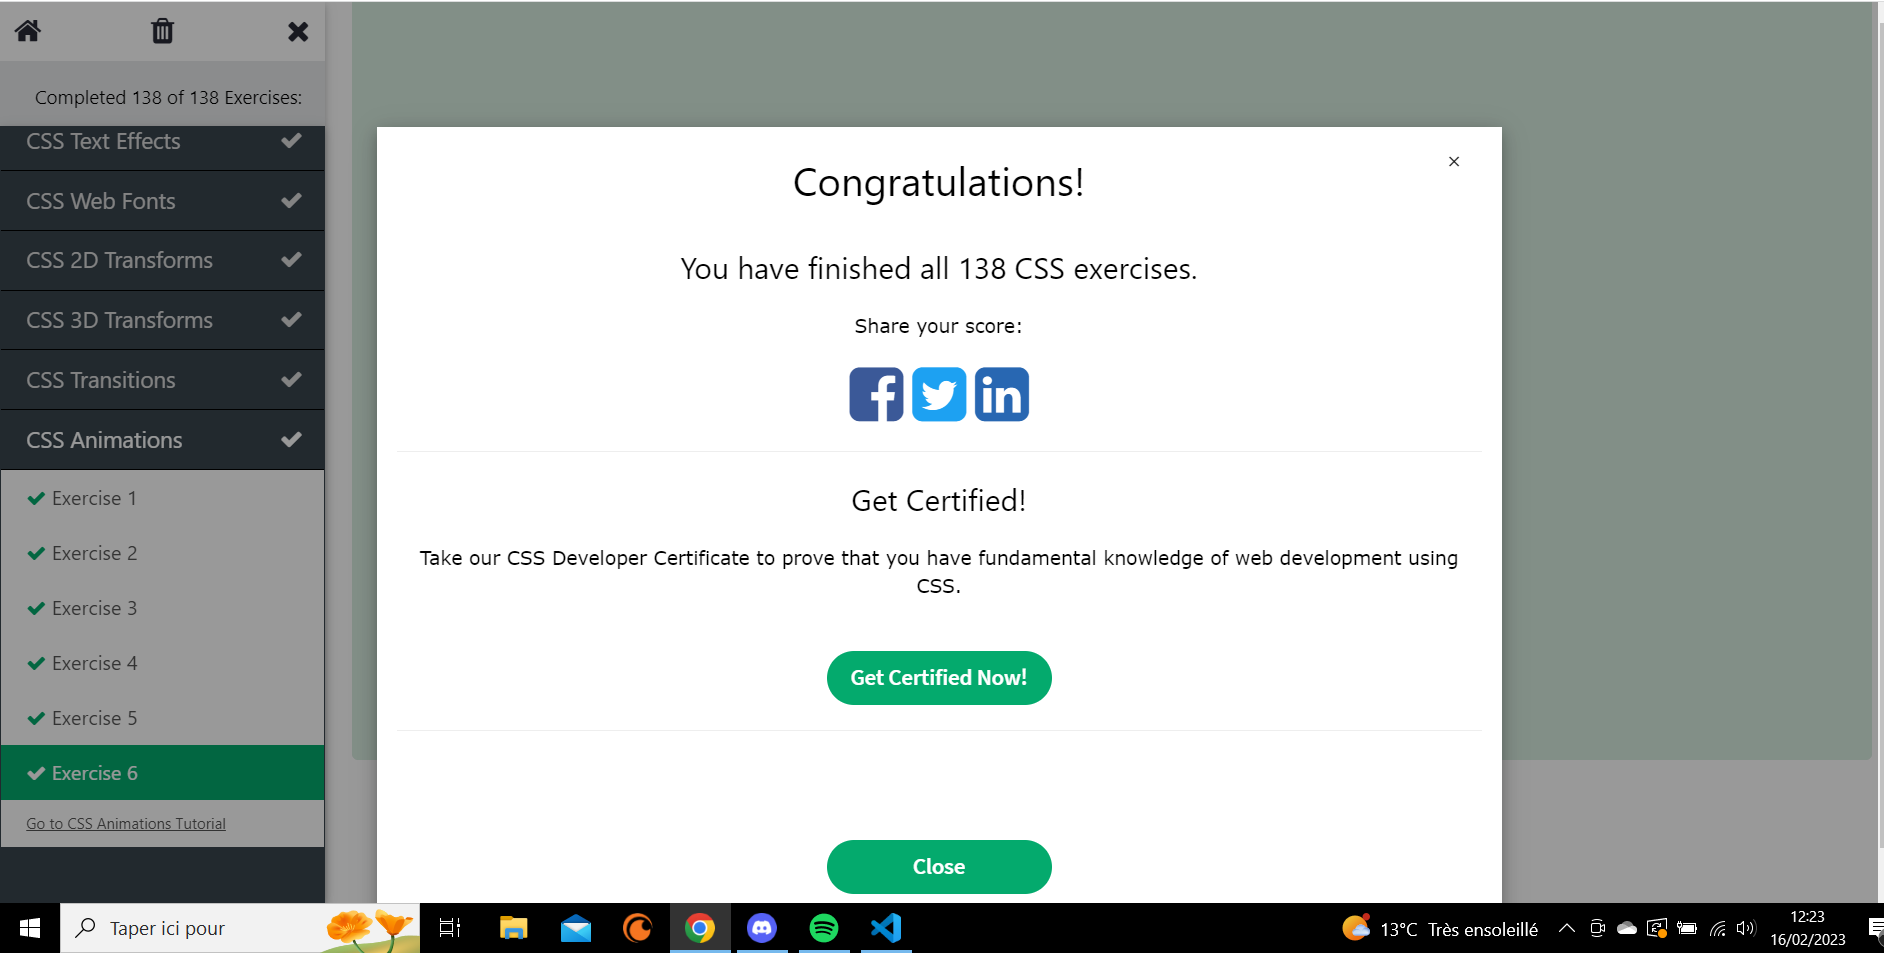 Completed 138 of 138 Exercises:
CSS Text Effects
CSS Web Fonts
CSS 2D Transforms
CSS 3D Transforms
CSS Transitions
CSS Animations
Exercise 1
Exercise 2
Exercise 3
Exercise 4
Exercise 5
Exercise 6
Go to CSS Animations Tutorial
×
Congratulations!
You have finished all 138 CSS exercises.
Share your score:
Get Certified!
Take our CSS Developer Certificate to prove that you have fundamental knowledge of web development using
CSS.
Get Certified Now!
Close
Taper ici pour
13°C Très ensoleillé
12:23
16/02/2023